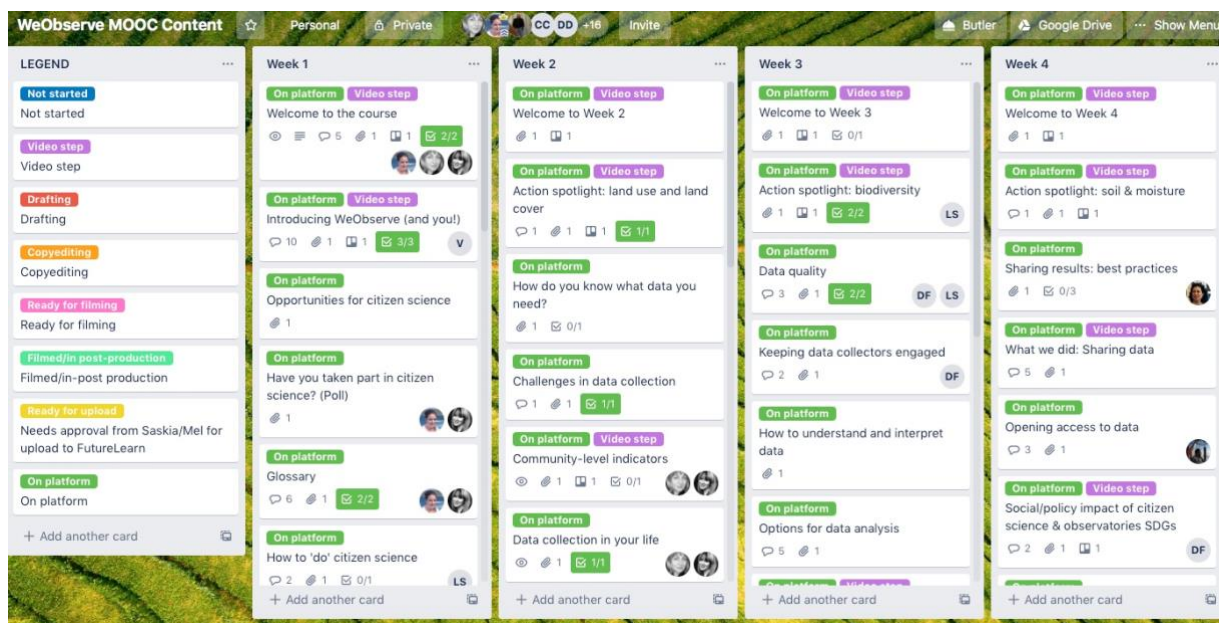 WeObserve MOOC Content
Personal
Private
CC
DD
+16
Invite
Butler
Google Drive
Show Menu
LEGEND
Not started
Not started
Video step
Video step
Drafting
Drafting
Copyediting
Copyediting
Ready for filming
Ready for filming
Filmed/in post-production
Filmed/in-post production
Ready for upload
Needs approval from Saskia/Mel for
upload to FutureLearn
On platform
On platform
+ Add another card
Week 1
On platform Video step
Welcome to the course
5 1 1 2/2
On platform Video step
Introducing WeObserve (and you!)
10 1 1 3/3 V
On platform
Opportunities for citizen science
1
On platform
Have you taken part in citizen
science? (Poll)
1
On platform
Glossary
6 1 2/2
On platform
How to 'do' citizen science
2 1 0/1 LS
+ Add another card
Week 2
On platform Video step
Welcome to Week 2
1 1
On platform Video step
Action spotlight: land use and land
cover
1 1 1 1/1
On platform
How do you know what data you
need?
1 0/1
On platform
Challenges in data collection
1 1 1/1
On platform Video step
Community-level indicators
1 1 0/1
On platform
Data collection in your life
1 1/1
+ Add another card
Week 3
On platform Video step
Welcome to Week 3
1 1 0/1
On platform Video step
Action spotlight: biodiversity
1 1 2/2 LS
On platform
Data quality
3 1 2/2 DF LS
On platform
Keeping data collectors engaged
2 1 DF
On platform
How to understand and interpret
data
1
On platform
Options for data analysis
5 1
On platform Video step
+ Add another card
Week 4
On platform Video step
Welcome to Week 4
1 1
On platform Video step
Action spotlight: soil & moisture
1 1 1
On platform
Sharing results: best practices
1 0/3
On platform Video step
What we did: Sharing data
5 1
On platform
Opening access to data
3 1
On platform Video step
Social/policy impact of citizen
science & observatories SDGs
2 1 1 DF
On platform
+ Add another card